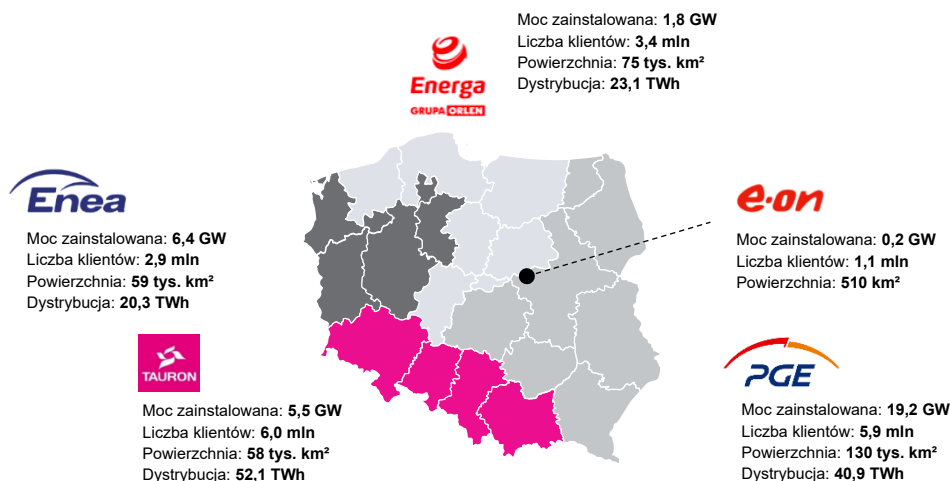 Moc zainstalowana: 1,8 GW
Liczba klientów: 3,4 mln
Powierzchnia: 75 tys. km²
Dystrybucja: 23,1 TWh
Energa
GRUPA ORLEN
Enea
Moc zainstalowana: 6,4 GW
Liczba klientów: 2,9 mln
Powierzchnia: 59 tys. km²
Dystrybucja: 20,3 TWh
e·on
Moc zainstalowana: 0,2 GW
Liczba klientów: 1,1 mln
Powierzchnia: 510 km²
TAURON
Moc zainstalowana: 5,5 GW
Liczba klientów: 6,0 mln
Powierzchnia: 58 tys. km²
Dystrybucja: 52,1 TWh
PGE
Moc zainstalowana: 19,2 GW
Liczba klientów: 5,9 mln
Powierzchnia: 130 tys. km²
Dystrybucja: 40,9 TWh